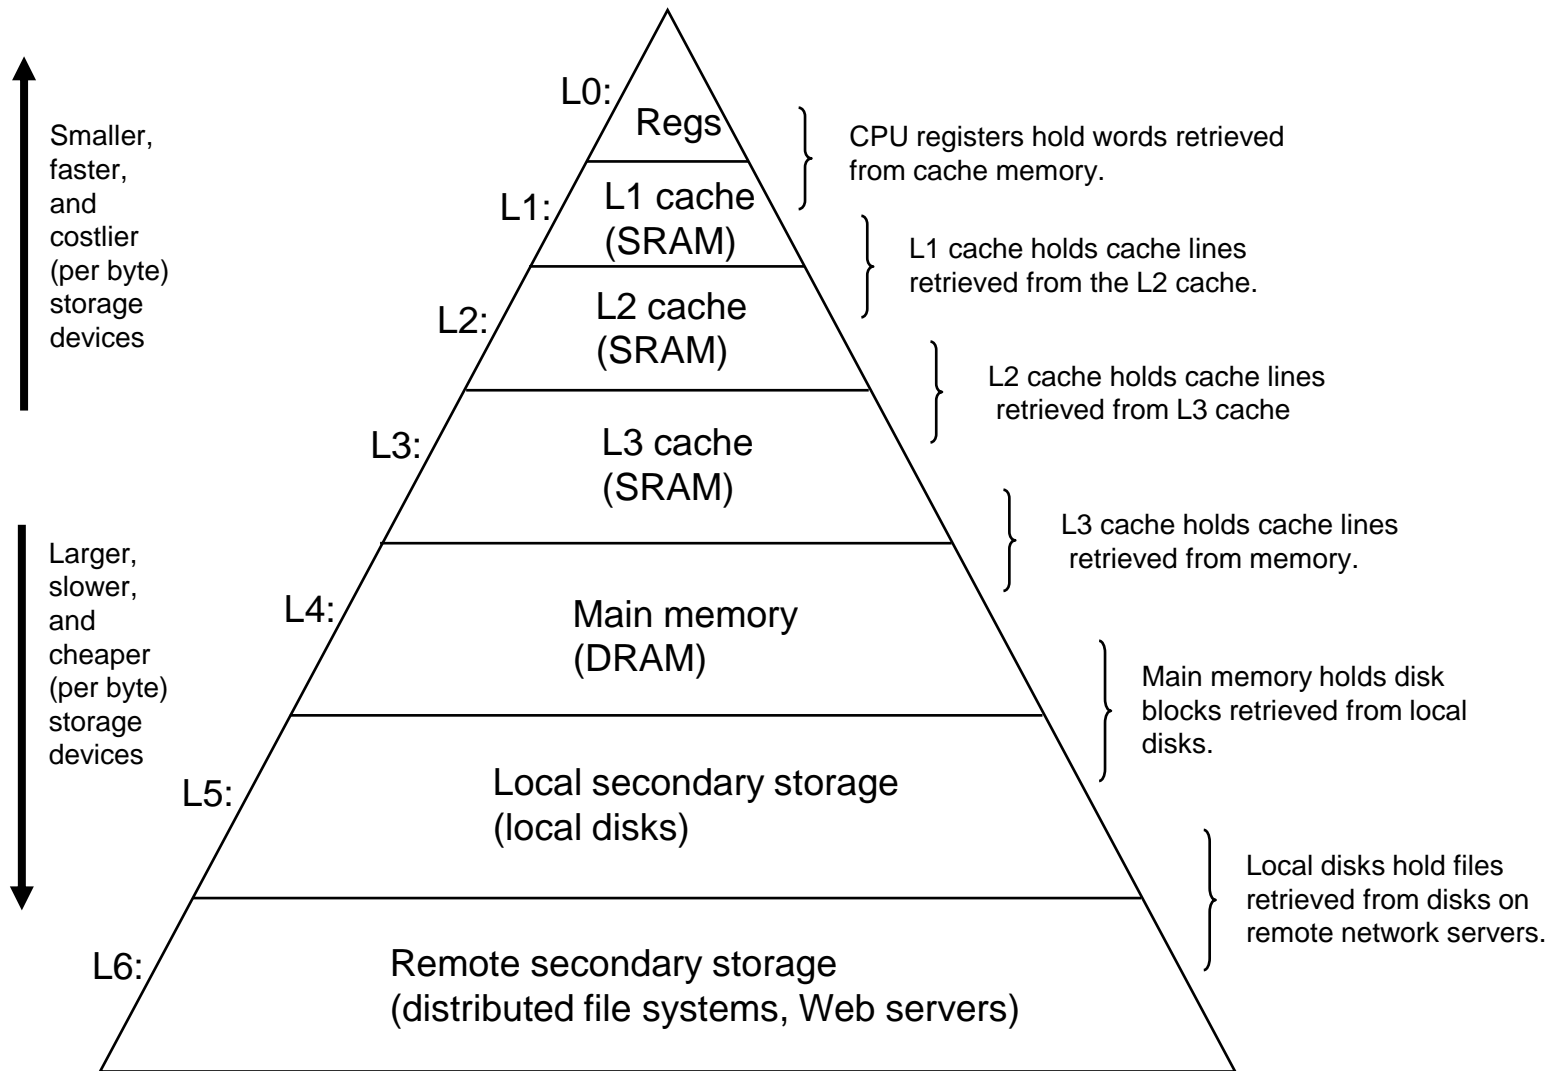 L0:
Regs
CPU registers hold words retrieved
from cache memory.
Smaller,
faster,
and
costlier
(per byte)
storage
devices
L1:
L1 cache
(SRAM)
L1 cache holds cache lines
retrieved from the L2 cache.
L2:
L2 cache
(SRAM)
L2 cache holds cache lines
retrieved from L3 cache
L3:
L3 cache
(SRAM)
L3 cache holds cache lines
retrieved from memory.
Larger,
slower,
and
cheaper
(per byte)
storage
devices
L4:
Main memory
(DRAM)
Main memory holds disk
blocks retrieved from local
disks.
L5:
Local secondary storage
(local disks)
Local disks hold files
retrieved from disks on
remote network servers.
L6:
Remote secondary storage
(distributed file systems, Web servers)